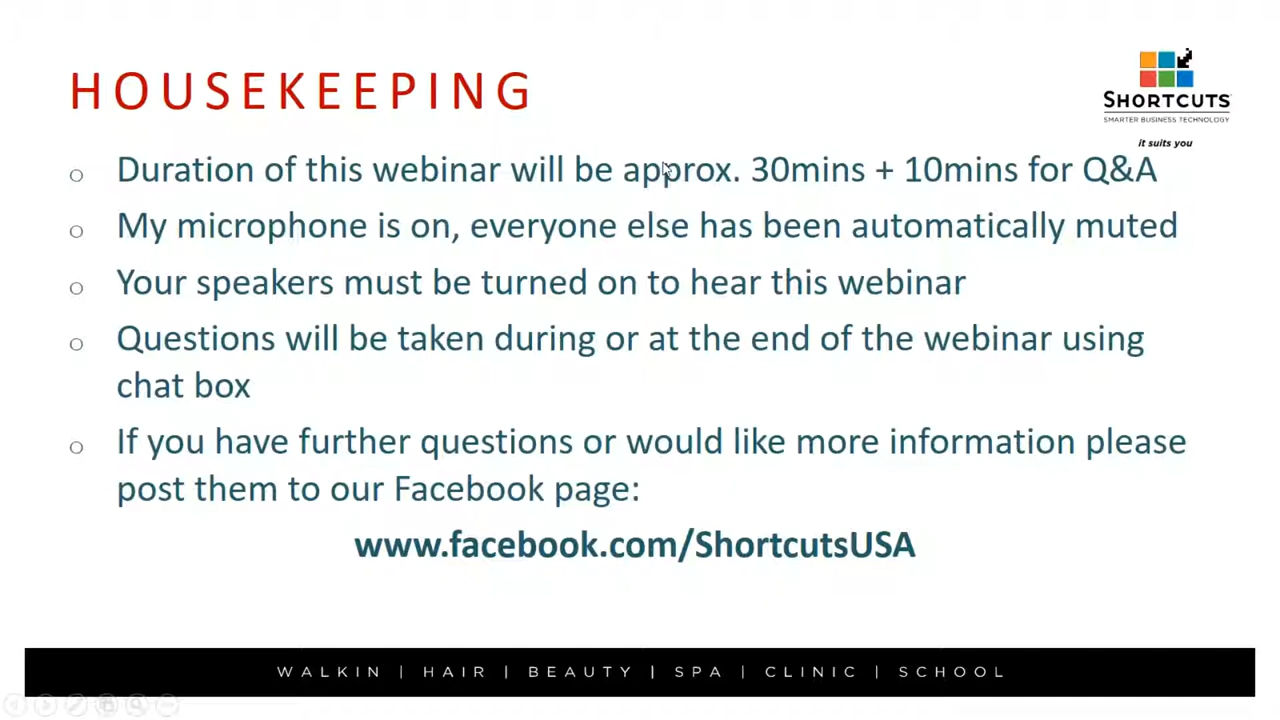 HOUSEKEEPING
SHORTCUTS
SMARTER BUSINESS TECHNOLOGY
it suits you
o Duration of this webinar will be approx. 30mins + 10mins for Q&A
o My microphone is on, everyone else has been automatically muted
o Your speakers must be turned on to hear this webinar
o Questions will be taken during or at the end of the webinar using
chat box
o If you have further questions or would like more information please
post them to our Facebook page:
www.facebook.com/ShortcutsUSA
WALKIN | HAIR | BEAUTY | SPA | CLINIC | SCHOOL